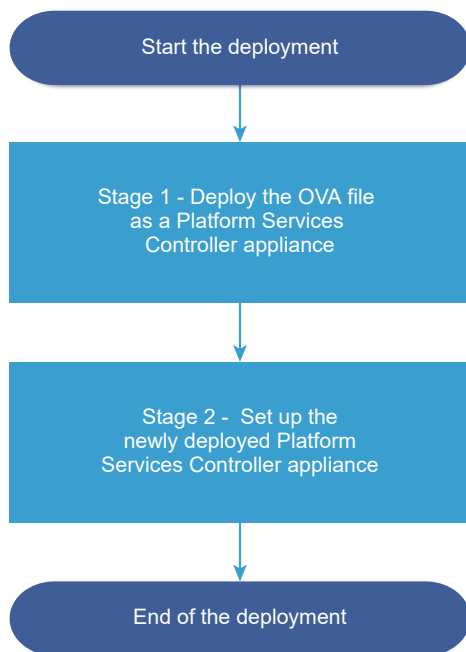 Start the deployment
Stage 1 - Deploy the OVA file
as a Platform Services
Controller appliance
Stage 2 -  Set up the
newly deployed Platform
Services Controller appliance
End of the deployment